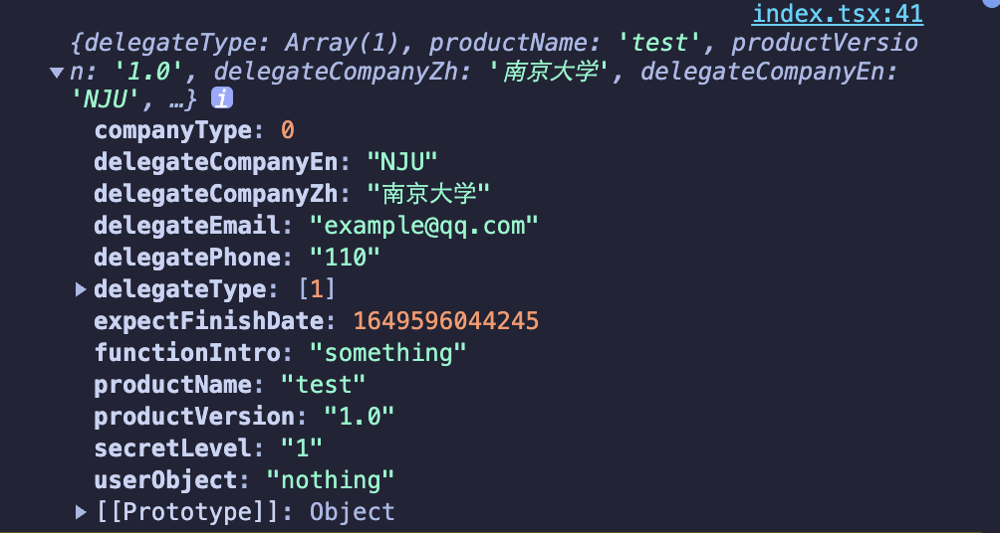 index.tsx:41
{delegateType: Array(1), productName: 'test', productVersio
n: '1.0', delegateCompanyZh: '南京大学', delegateCompanyEn:
'NJU', …} i
companyType: 0
delegateCompanyEn: "NJU"
delegateCompanyZh: "南京大学"
delegateEmail: "example@qq.com"
delegatePhone: "110"
delegateType: [1]
expectFinishDate: 1649596044245
functionIntro: "something"
productName: "test"
productVersion: "1.0"
secretLevel: "1"
userObject: "nothing"
[[Prototype]]: Object